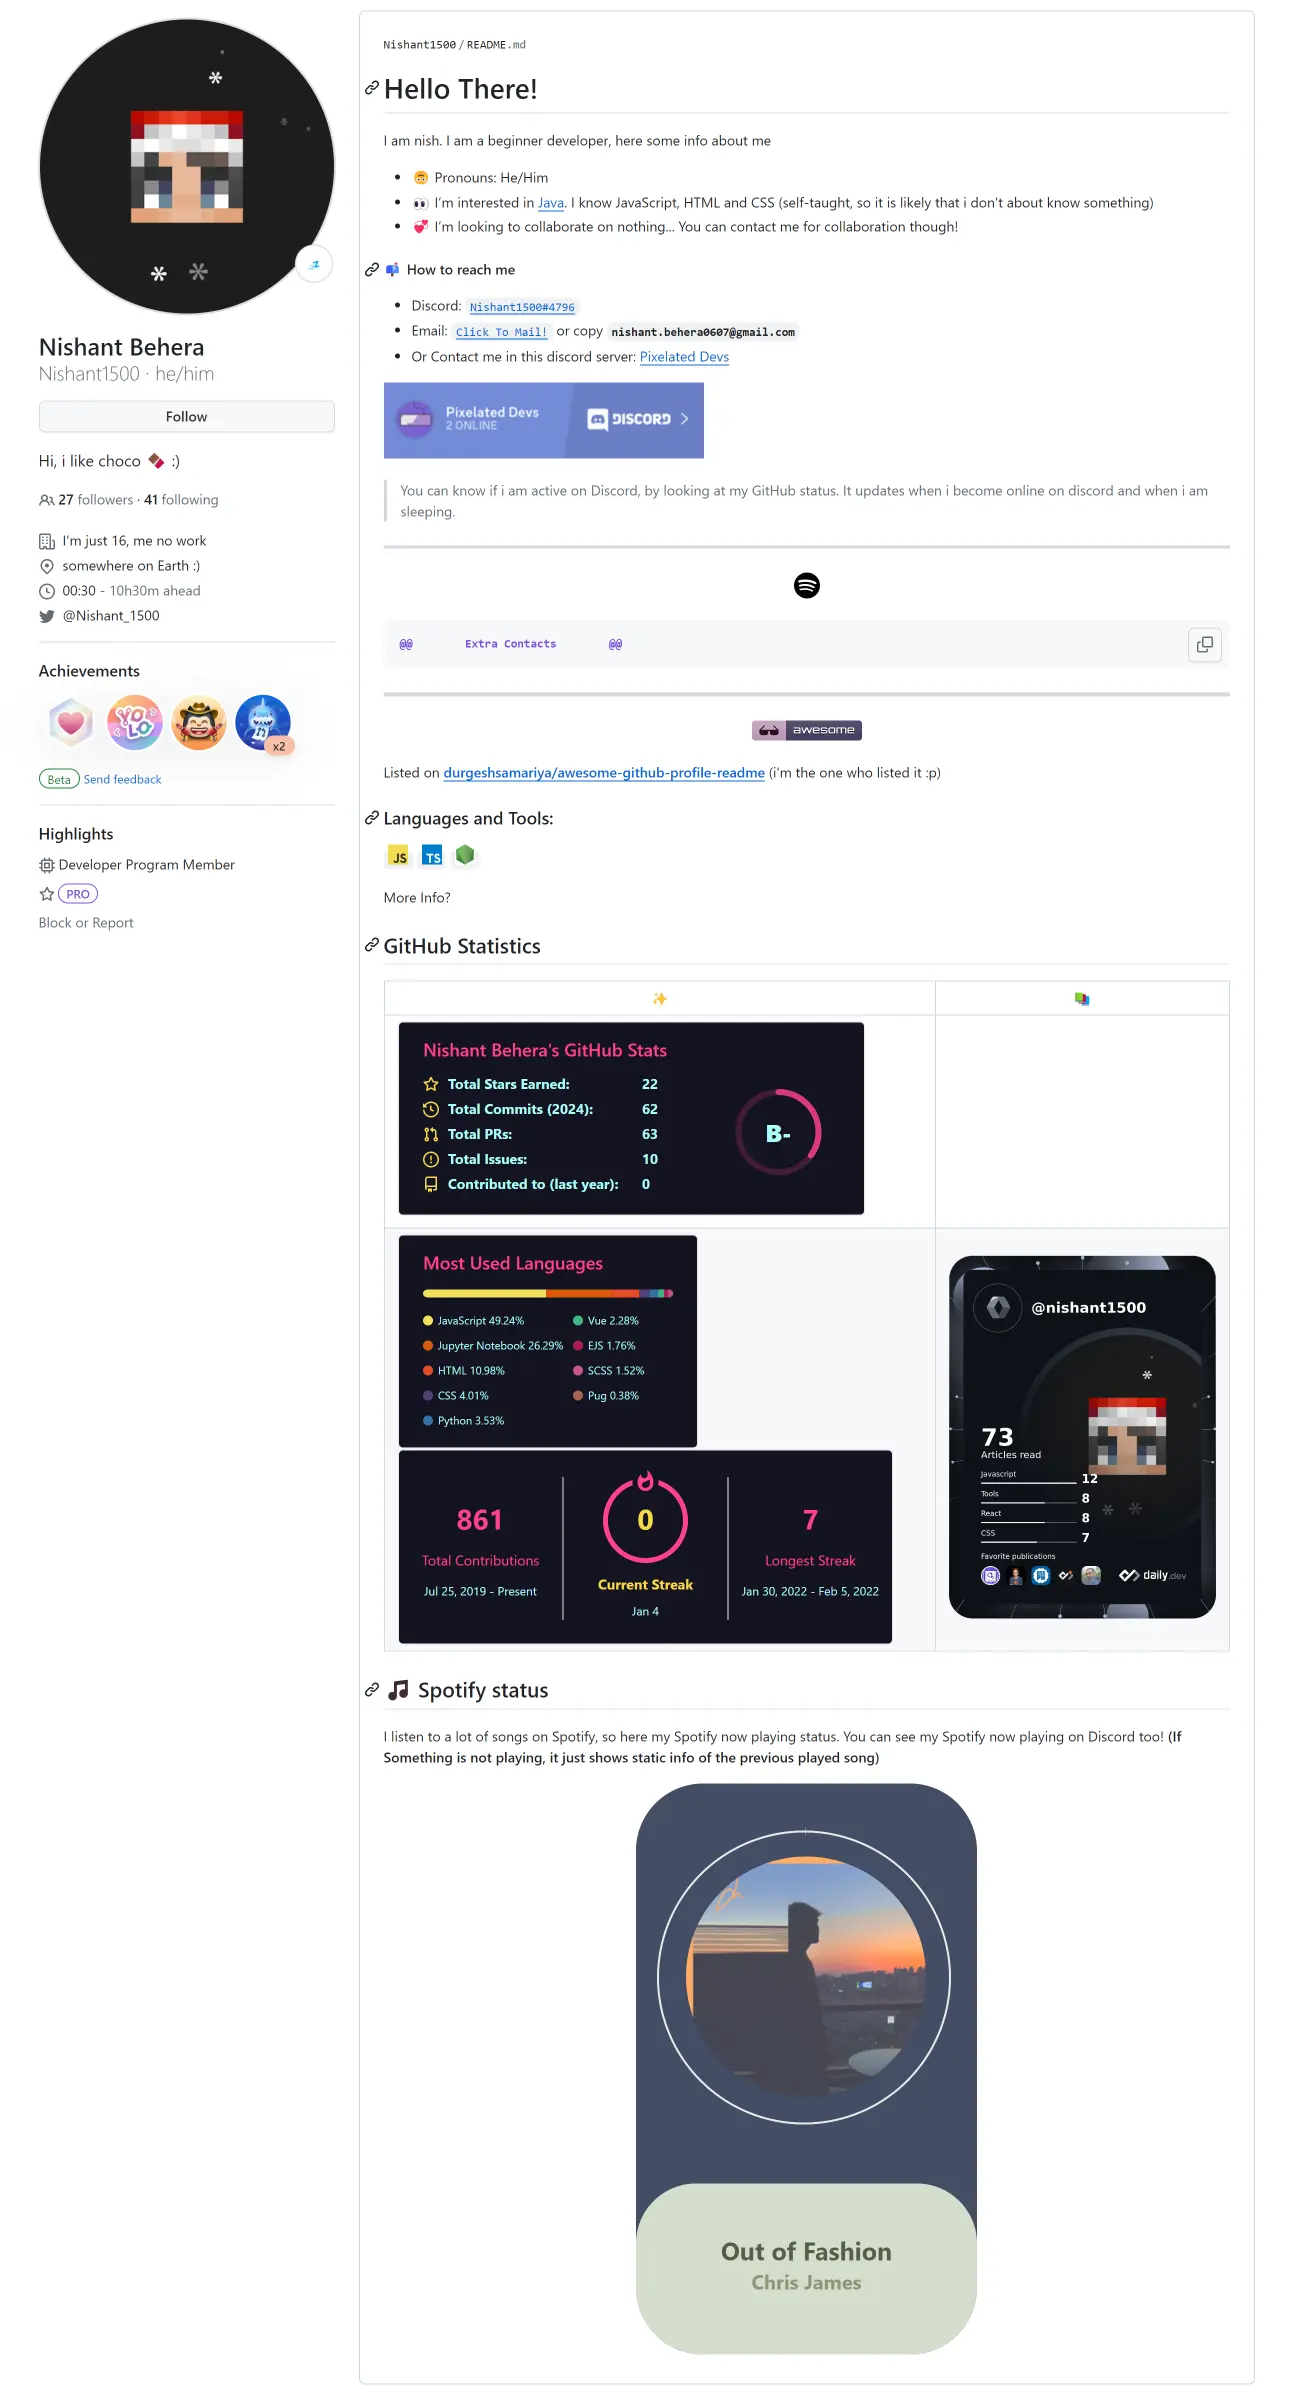 Nishant Behera
Nishant1500 · he/him
Follow
Hi, i like choco 🍫 :)
27 followers · 41 following
I'm just 16, me no work
somewhere on Earth :)
00:30 - 10h30m ahead
@Nishant_1500
Achievements
YOLO
x2
Beta Send feedback
Highlights
Developer Program Member
PRO
Block or Report
Nishant1500/README.md
Hello There!
I am nish. I am a beginner developer, here some info about me
Pronouns: He/Him
👀 I'm interested in Java. I know JavaScript, HTML and CSS (self-taught, so it is likely that i don't about know something)
💞 I'm looking to collaborate on nothing... You can contact me for collaboration though!
📫 How to reach me
Discord: Nishant1500#4796
Email: Click To Mail! or copy nishant.behera0607@gmail.com
Or Contact me in this discord server: Pixelated Devs
Pixelated Devs
2 ONLINE
DISCORD
You can know if i am active on Discord, by looking at my GitHub status. It updates when i become online on discord and when i am
sleeping.
@@ Extra Contacts @@
awesome
Listed on durgeshsamariya/awesome-github-profile-readme (i'm the one who listed it :p)
Languages and Tools:
JS TS
More Info?
GitHub Statistics
Nishant Behera's GitHub Stats
Total Stars Earned: 22
Total Commits (2024): 62
Total PRs: 63
Total Issues: 10
Contributed to (last year): 0
B-
Most Used Languages
JavaScript 49.24%
Jupyter Notebook 26.29%
HTML 10.98%
CSS 4.01%
Python 3.53%
Vue 2.28%
EJS 1.76%
SCSS 1.52%
Pug 0.38%
861
Total Contributions
Jul 25, 2019 - Present
0
Current Streak
Jan 4
7
Longest Streak
Jan 30, 2022 - Feb 5, 2022
@nishant1500
73
Articles read
Javascript 12
Tools 8
React 8
CSS 7
Favorite publications
daily.dev
Spotify status
I listen to a lot of songs on Spotify, so here my Spotify now playing status. You can see my Spotify now playing on Discord too! (If
Something is not playing, it just shows static info of the previous played song)
Out of Fashion
Chris James